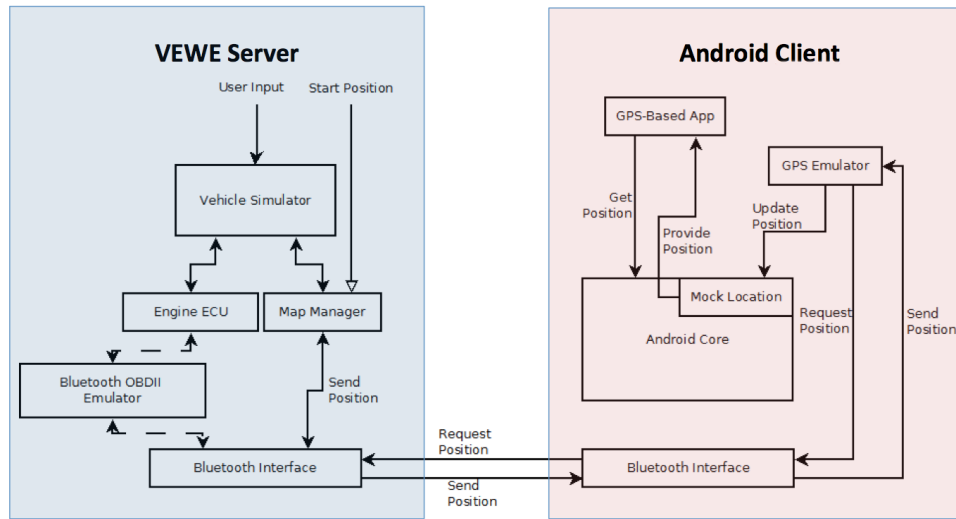 VEWE Server
User Input
Start Position
Vehicle Simulator
Engine ECU
Map Manager
Bluetooth OBDII
Emulator
Send
Position
Bluetooth Interface
Request
Position
Send
Position
Android Client
GPS-Based App
GPS Emulator
Get
Position
Provide
Position
Update
Position
Mock Location
Android Core
Request
Position
Send
Position
Bluetooth Interface